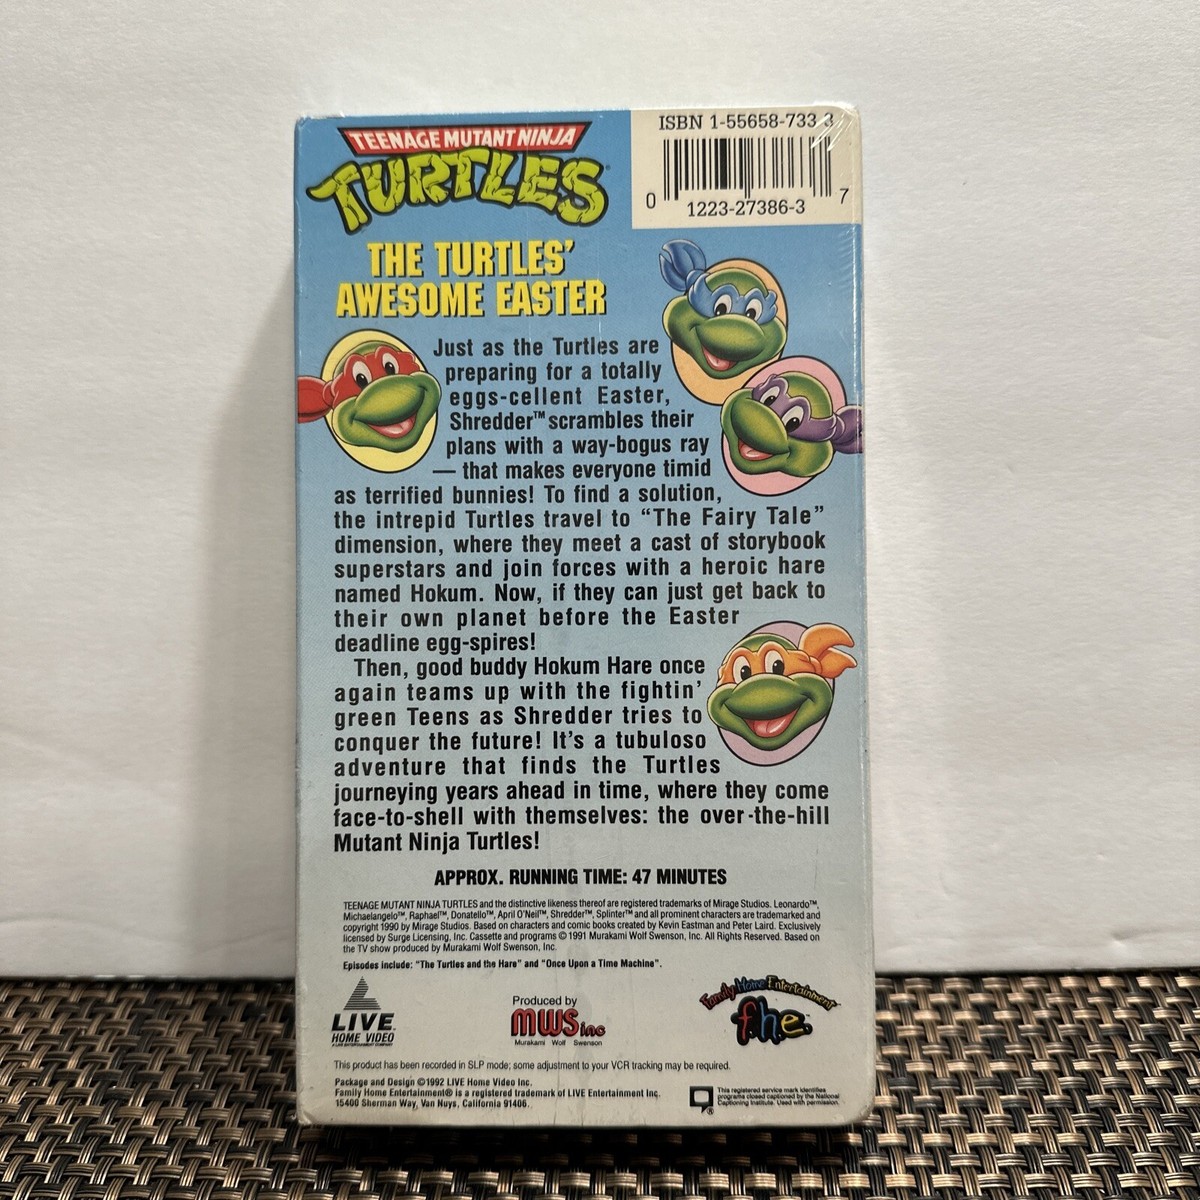 TEENAGE MUTANT NINJA
TURTLES®
ISBN 1-55658-733-3
0 1223-27386-3 7
THE TURTLES'
AWESOME EASTER
Just as the Turtles are
preparing for a totally
eggs-cellent Easter,
Shredder™ scrambles their
plans with a way-bogus ray
— that makes everyone timid
as terrified bunnies! To find a solution,
the intrepid Turtles travel to “The Fairy Tale”
dimension, where they meet a cast of storybook
superstars and join forces with a heroic hare
named Hokum. Now, if they can just get back to
their own planet before the Easter
deadline egg-spires!
Then, good buddy Hokum Hare once
again teams up with the fightin'
green Teens as Shredder tries to
conquer the future! It's a tubuloso
adventure that finds the Turtles
journeying years ahead in time, where they come
face-to-shell with themselves: the over-the-hill
Mutant Ninja Turtles!
APPROX. RUNNING TIME: 47 MINUTES
TEENAGE MUTANT NINJA TURTLES and the distinctive likeness thereof are registered trademarks of Mirage Studios. Leonardo™,
Michaelangelo™, Raphael™, Donatello™, April O'Neil™, Shredder™, Splinter™ and all prominent characters are trademarked and
copyright 1990 by Mirage Studios. Based on characters and comic books created by Kevin Eastman and Peter Laird. Exclusively
licensed by Surge Licensing, Inc. Cassette and programs © 1991 Murakami Wolf Swenson, Inc. All Rights Reserved. Based on
the TV show produced by Murakami Wolf Swenson, Inc.
Episodes include: "The Turtles and the Hare" and "Once Upon a Time Machine".
LIVE
HOME VIDEO
A LIVE ENTERTAINMENT COMPANY
Produced by
MWS inc
Murakami Wolf Swenson
Family Home Entertainment
f.h.e.™
This product has been recorded in SLP mode; some adjustment to your VCR tracking may be required.
Package and Design ©1992 LIVE Home Video Inc.
Family Home Entertainment® is a registered trademark of LIVE Entertainment Inc.
15400 Sherman Way, Van Nuys, California 91406.
®
This registered service mark identifies
programs closed captioned by the National
Captioning Institute. Used with permission.